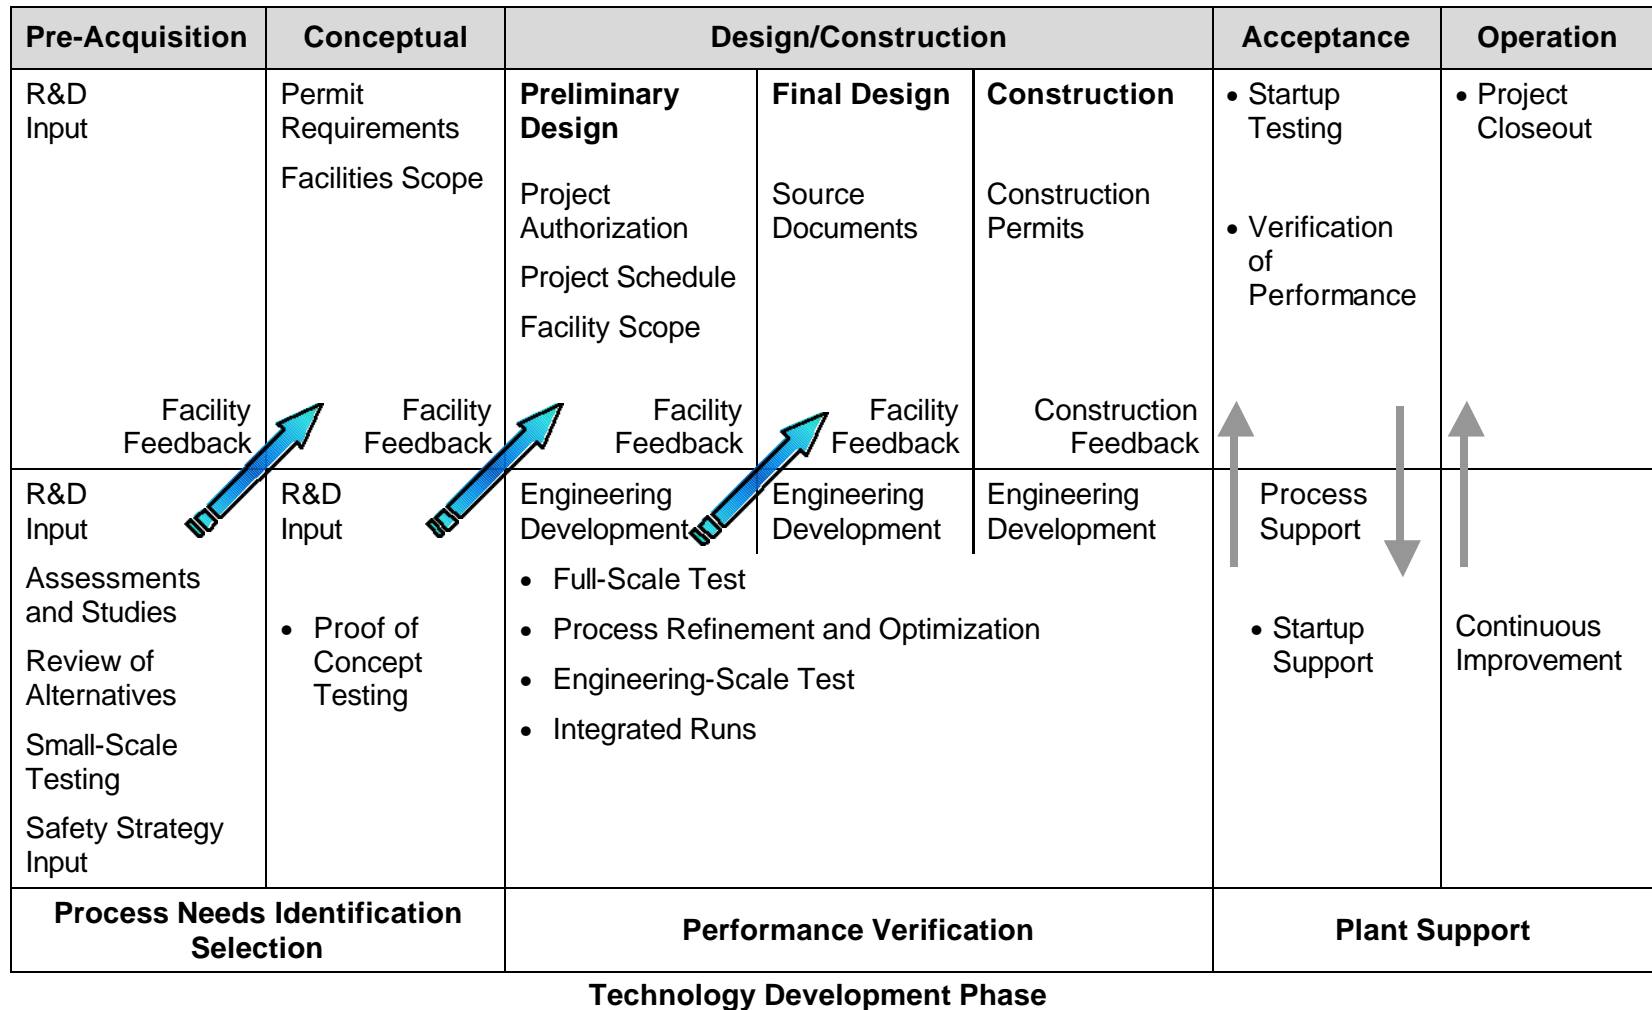 Pre-Acquisition
Conceptual
Design/Construction
Acceptance
Operation
R&D
Input
Facility
Feedback
Permit
Requirements
Facilities Scope
Facility
Feedback
Preliminary
Design
Project
Authorization
Project Schedule
Facility Scope
Facility
Feedback
Final Design
Source
Documents
Facility
Feedback
Construction
Construction
Permits
Construction
Feedback
• Startup
Testing
• Verification
of
Performance
• Project
Closeout
R&D
Input
Assessments
and Studies
Review of
Alternatives
Small-Scale
Testing
Safety Strategy
Input
R&D
Input
• Proof of
Concept
Testing
Engineering
Development
Engineering
Development
Engineering
Development
• Full-Scale Test
• Process Refinement and Optimization
• Engineering-Scale Test
• Integrated Runs
Process
Support
• Startup
Support
Continuous
Improvement
Process Needs Identification
Selection
Performance Verification
Plant Support
Technology Development Phase